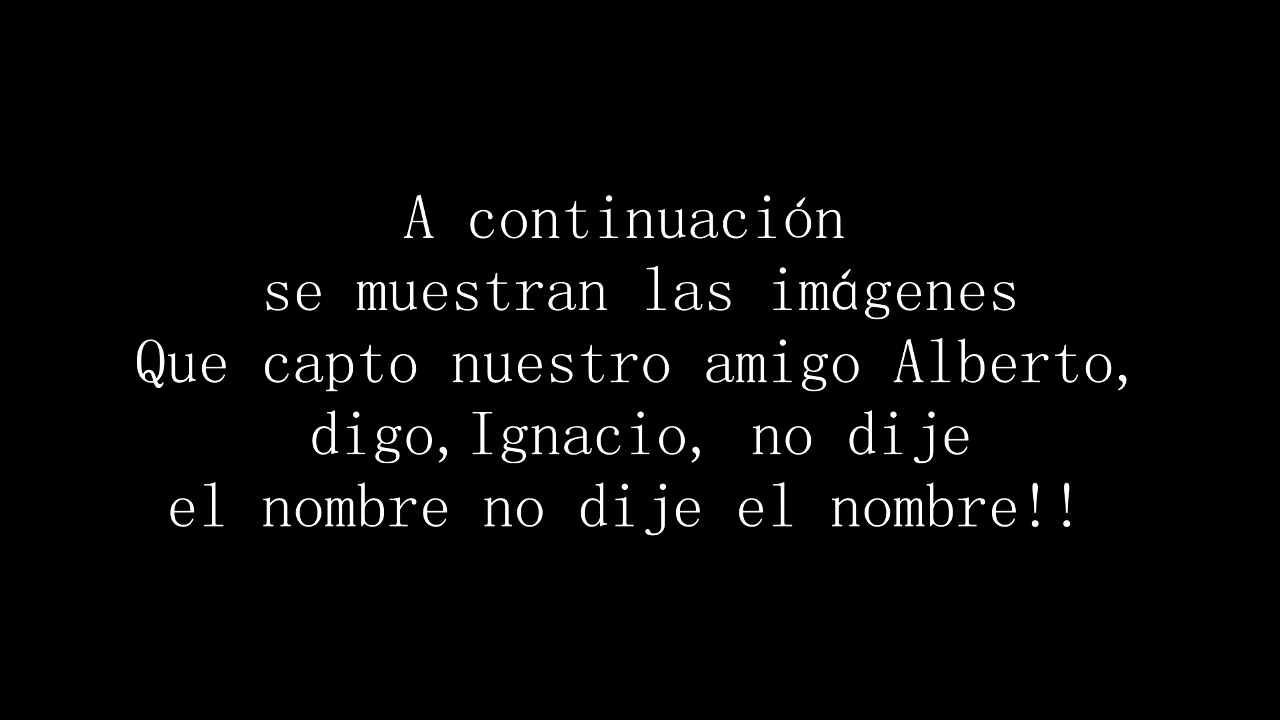 A continuación
se muestran las imágenes
Que capto nuestro amigo Alberto,
digo,Ignacio, no dije
el nombre no dije el nombre!!